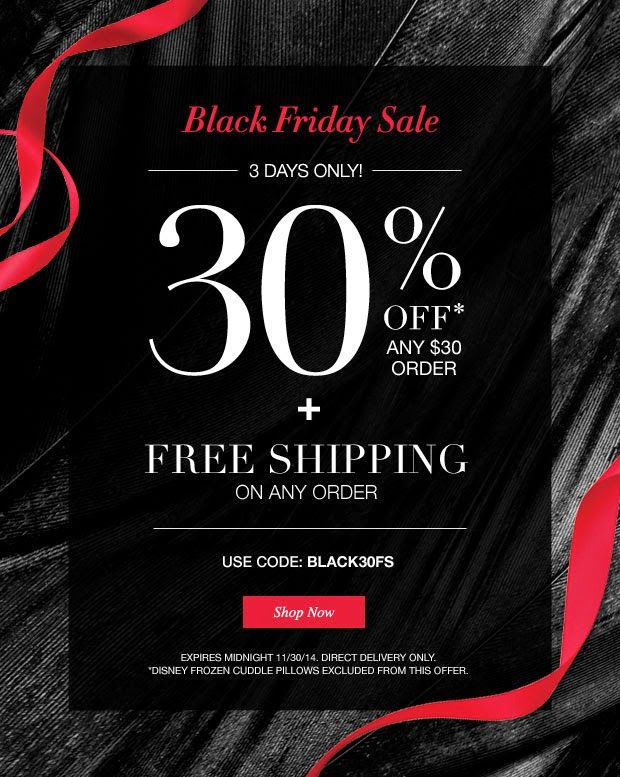 Black Friday Sale
3 DAYS ONLY!
30%
OFF*
ANY $30
ORDER
+
FREE SHIPPING
ON ANY ORDER
USE CODE: BLACK30FS
Shop Now
EXPIRES MIDNIGHT 11/30/14. DIRECT DELIVERY ONLY.
*DISNEY FROZEN CUDDLE PILLOWS EXCLUDED FROM THIS OFFER.